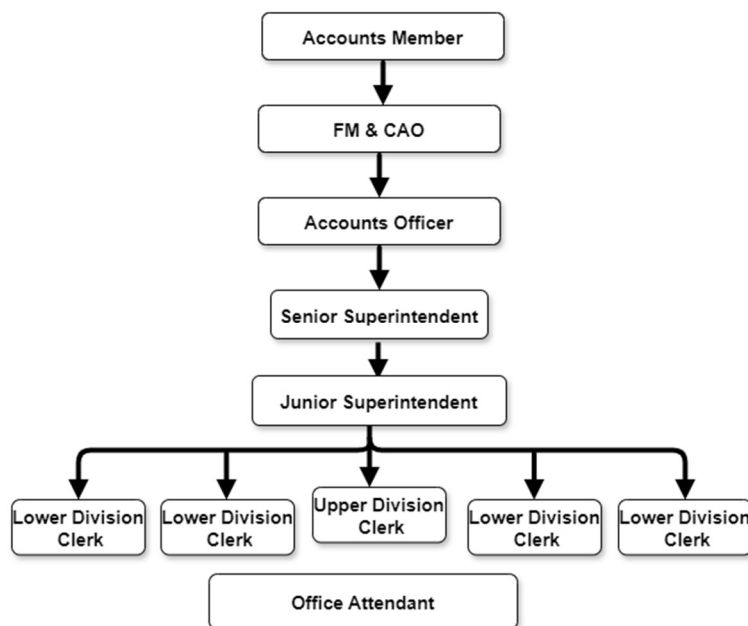 Accounts Member
FM & CAO
Accounts Officer
Senior Superintendent
Junior Superintendent
Lower Division
Clerk
Lower Division
Clerk
Upper Division
Clerk
Lower Division
Clerk
Lower Division
Clerk
Office Attendant